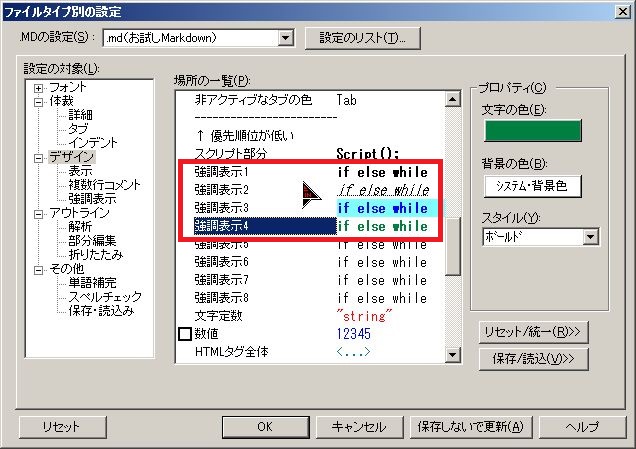 ファイルタイプ別の設定
.MDの設定(S):
.md(お試しMarkdown)
設定のリスト(T)...
設定の対象(L):
フォント
体裁
詳細
タブ
インデント
デザイン
表示
複数行コメント
強調表示
アウトライン
解析
部分編集
折りたたみ
その他
単語補完
スペルチェック
保存・読込み
場所の一覧(P):
非アクティブなタブの色 Tab
------------------------
↑ 優先順位が低い
スクリプト部分 Script();
強調表示1 if else while
強調表示2 if else while
強調表示3 if else while
強調表示4 if else while
強調表示5 if else while
強調表示6 if else while
強調表示7 if else while
強調表示8 if else while
文字定数 "string"
数値 12345
HTMLタグ全体 <...>
プロパティ(C)
文字の色(E):
背景の色(B):
システム・背景色
スタイル(Y):
ボールド
リセット/統一(R)>>
保存/読込(V)>>
リセット
OK
キャンセル
保存しないで更新(A)
ヘルプ